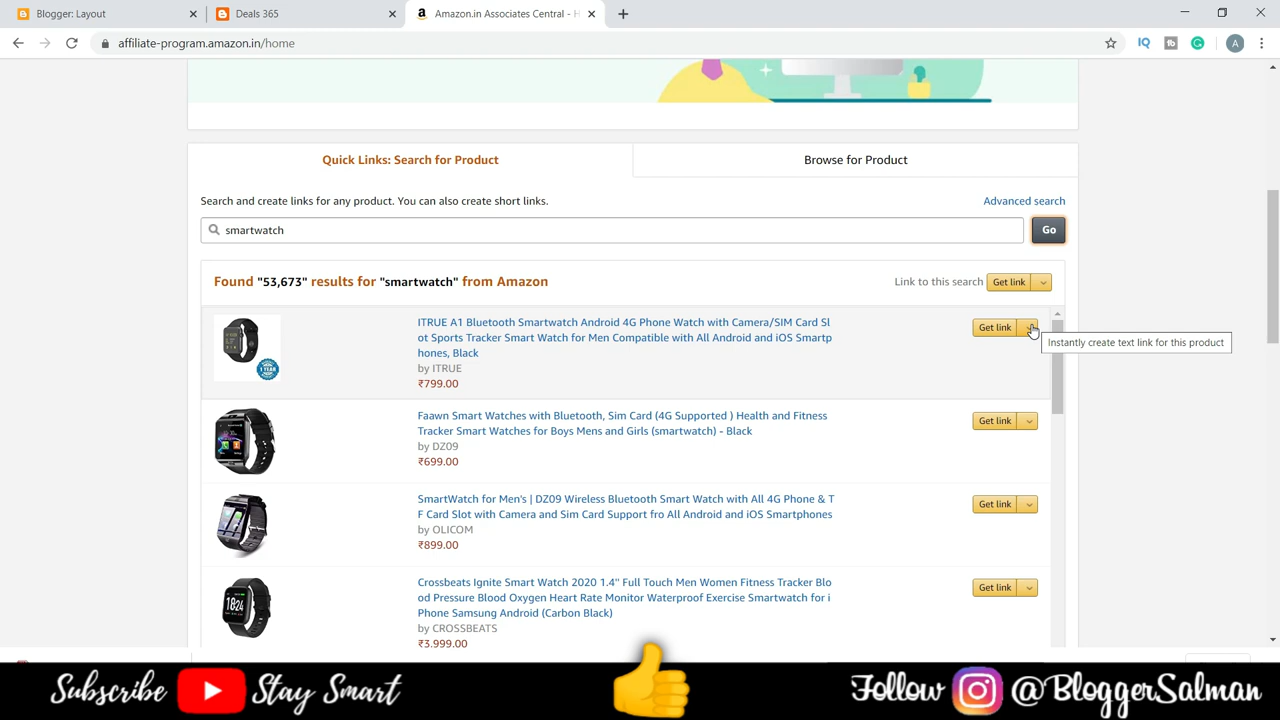 Blogger: Layout
Deals 365
Amazon.in Associates Central - H
affiliate-program.amazon.in/home
IQ
A
Quick Links: Search for Product
Browse for Product
Search and create links for any product. You can also create short links.
Advanced search
smartwatch
Go
Found "53,673" results for "smartwatch" from Amazon
Link to this search
Get link
ITRUE A1 Bluetooth Smartwatch Android 4G Phone Watch with Camera/SIM Card Sl
ot Sports Tracker Smart Watch for Men Compatible with All Android and iOS Smartp
hones, Black
by ITRUE
₹799.00
Get link
Instantly create text link for this product
Faawn Smart Watches with Bluetooth, Sim Card (4G Supported ) Health and Fitness
Tracker Smart Watches for Boys Mens and Girls (smartwatch) - Black
by DZ09
₹699.00
Get link
SmartWatch for Men's | DZ09 Wireless Bluetooth Smart Watch with All 4G Phone & T
F Card Slot with Camera and Sim Card Support fro All Android and iOS Smartphones
by OLICOM
₹899.00
Get link
Crossbeats Ignite Smart Watch 2020 1.4" Full Touch Men Women Fitness Tracker Blo
od Pressure Blood Oxygen Heart Rate Monitor Waterproof Exercise Smartwatch for i
Phone Samsung Android (Carbon Black)
by CROSSBEATS
₹3,999.00
Get link
Subscribe
Stay Smart
Follow
@BloggerSalman